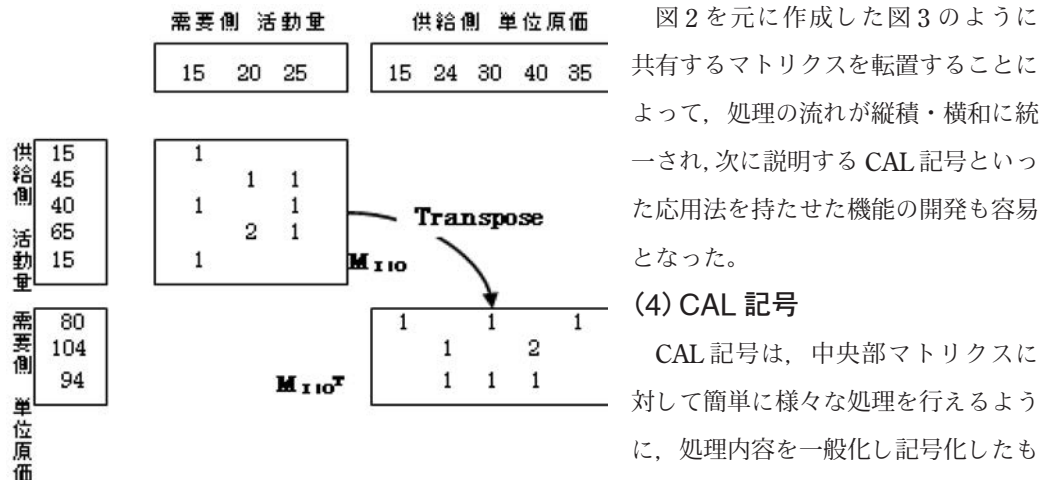 需要側 活動量
供給側 単位原価
15 20 25
15 24 30 40 35
供給側 活動量
15
45
40
65
15
1
1 1
1 1
2 1
1
M I IO
Transpose
需要側 単位原価
80
104
94
1 1 1
1 2
1 1 1
M I IO T
図2を元に作成した図3のように
共有するマトリクスを転置することに
よって，処理の流れが縦積・横和に統
一され, 次に説明する CAL 記号といっ
た応用法を持たせた機能の開発も容易
となった。
(4) CAL 記号
CAL 記号は，中央部マトリクスに
対して簡単に様々な処理を行えるよう
に，処理内容を一般化し記号化したも